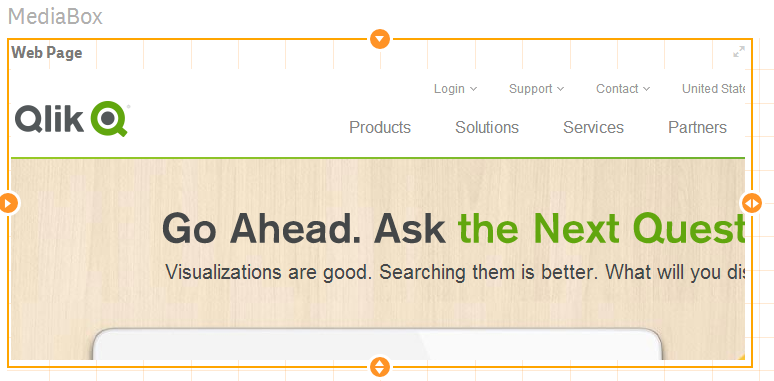 MediaBox
Web Page
Login Support Contact United State
Qlik
Products Solutions Services Partners
Go Ahead. Ask the Next Quest
Visualizations are good. Searching them is better. What will you dis